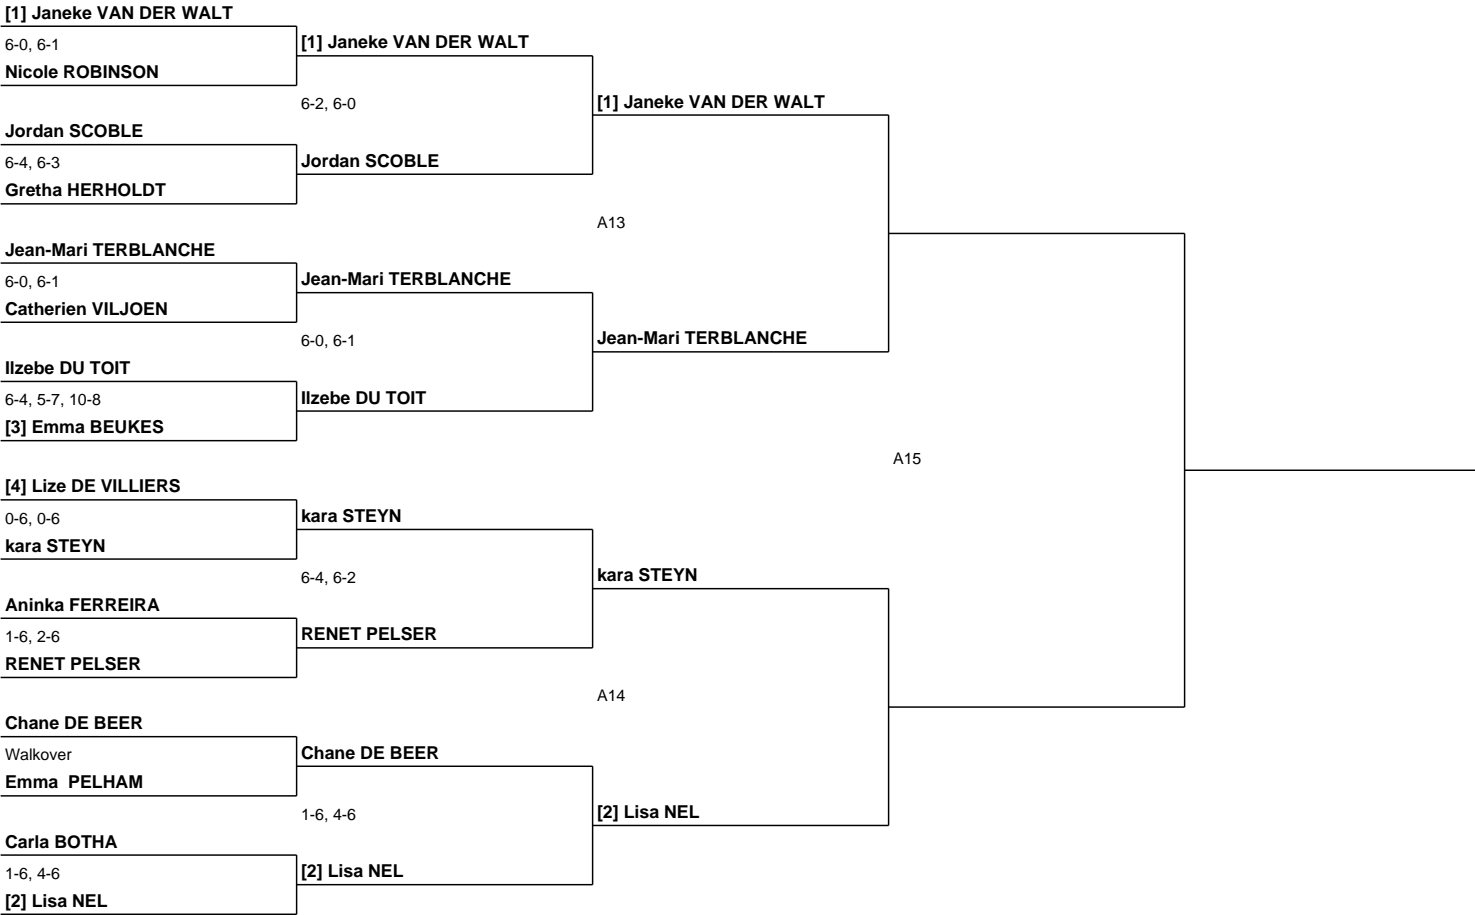 [1] Janeke VAN DER WALT
6-0, 6-1
Nicole ROBINSON
Jordan SCOBLE
6-4, 6-3
Gretha HERHOLDT
Jean-Mari TERBLANCHE
6-0, 6-1
Catherien VILJOEN
Ilzebe DU TOIT
6-4, 5-7, 10-8
[3] Emma BEUKES
[4] Lize DE VILLIERS
0-6, 0-6
kara STEYN
Aninka FERREIRA
1-6, 2-6
RENET PELSER
Chane DE BEER
Walkover
Emma  PELHAM
Carla BOTHA
1-6, 4-6
[2] Lisa NEL
[1] Janeke VAN DER WALT
6-2, 6-0
Jordan SCOBLE
Jean-Mari TERBLANCHE
6-0, 6-1
Ilzebe DU TOIT
kara STEYN
6-4, 6-2
RENET PELSER
Chane DE BEER
1-6, 4-6
[2] Lisa NEL
[1] Janeke VAN DER WALT
A13
Jean-Mari TERBLANCHE
kara STEYN
A14
[2] Lisa NEL
A15